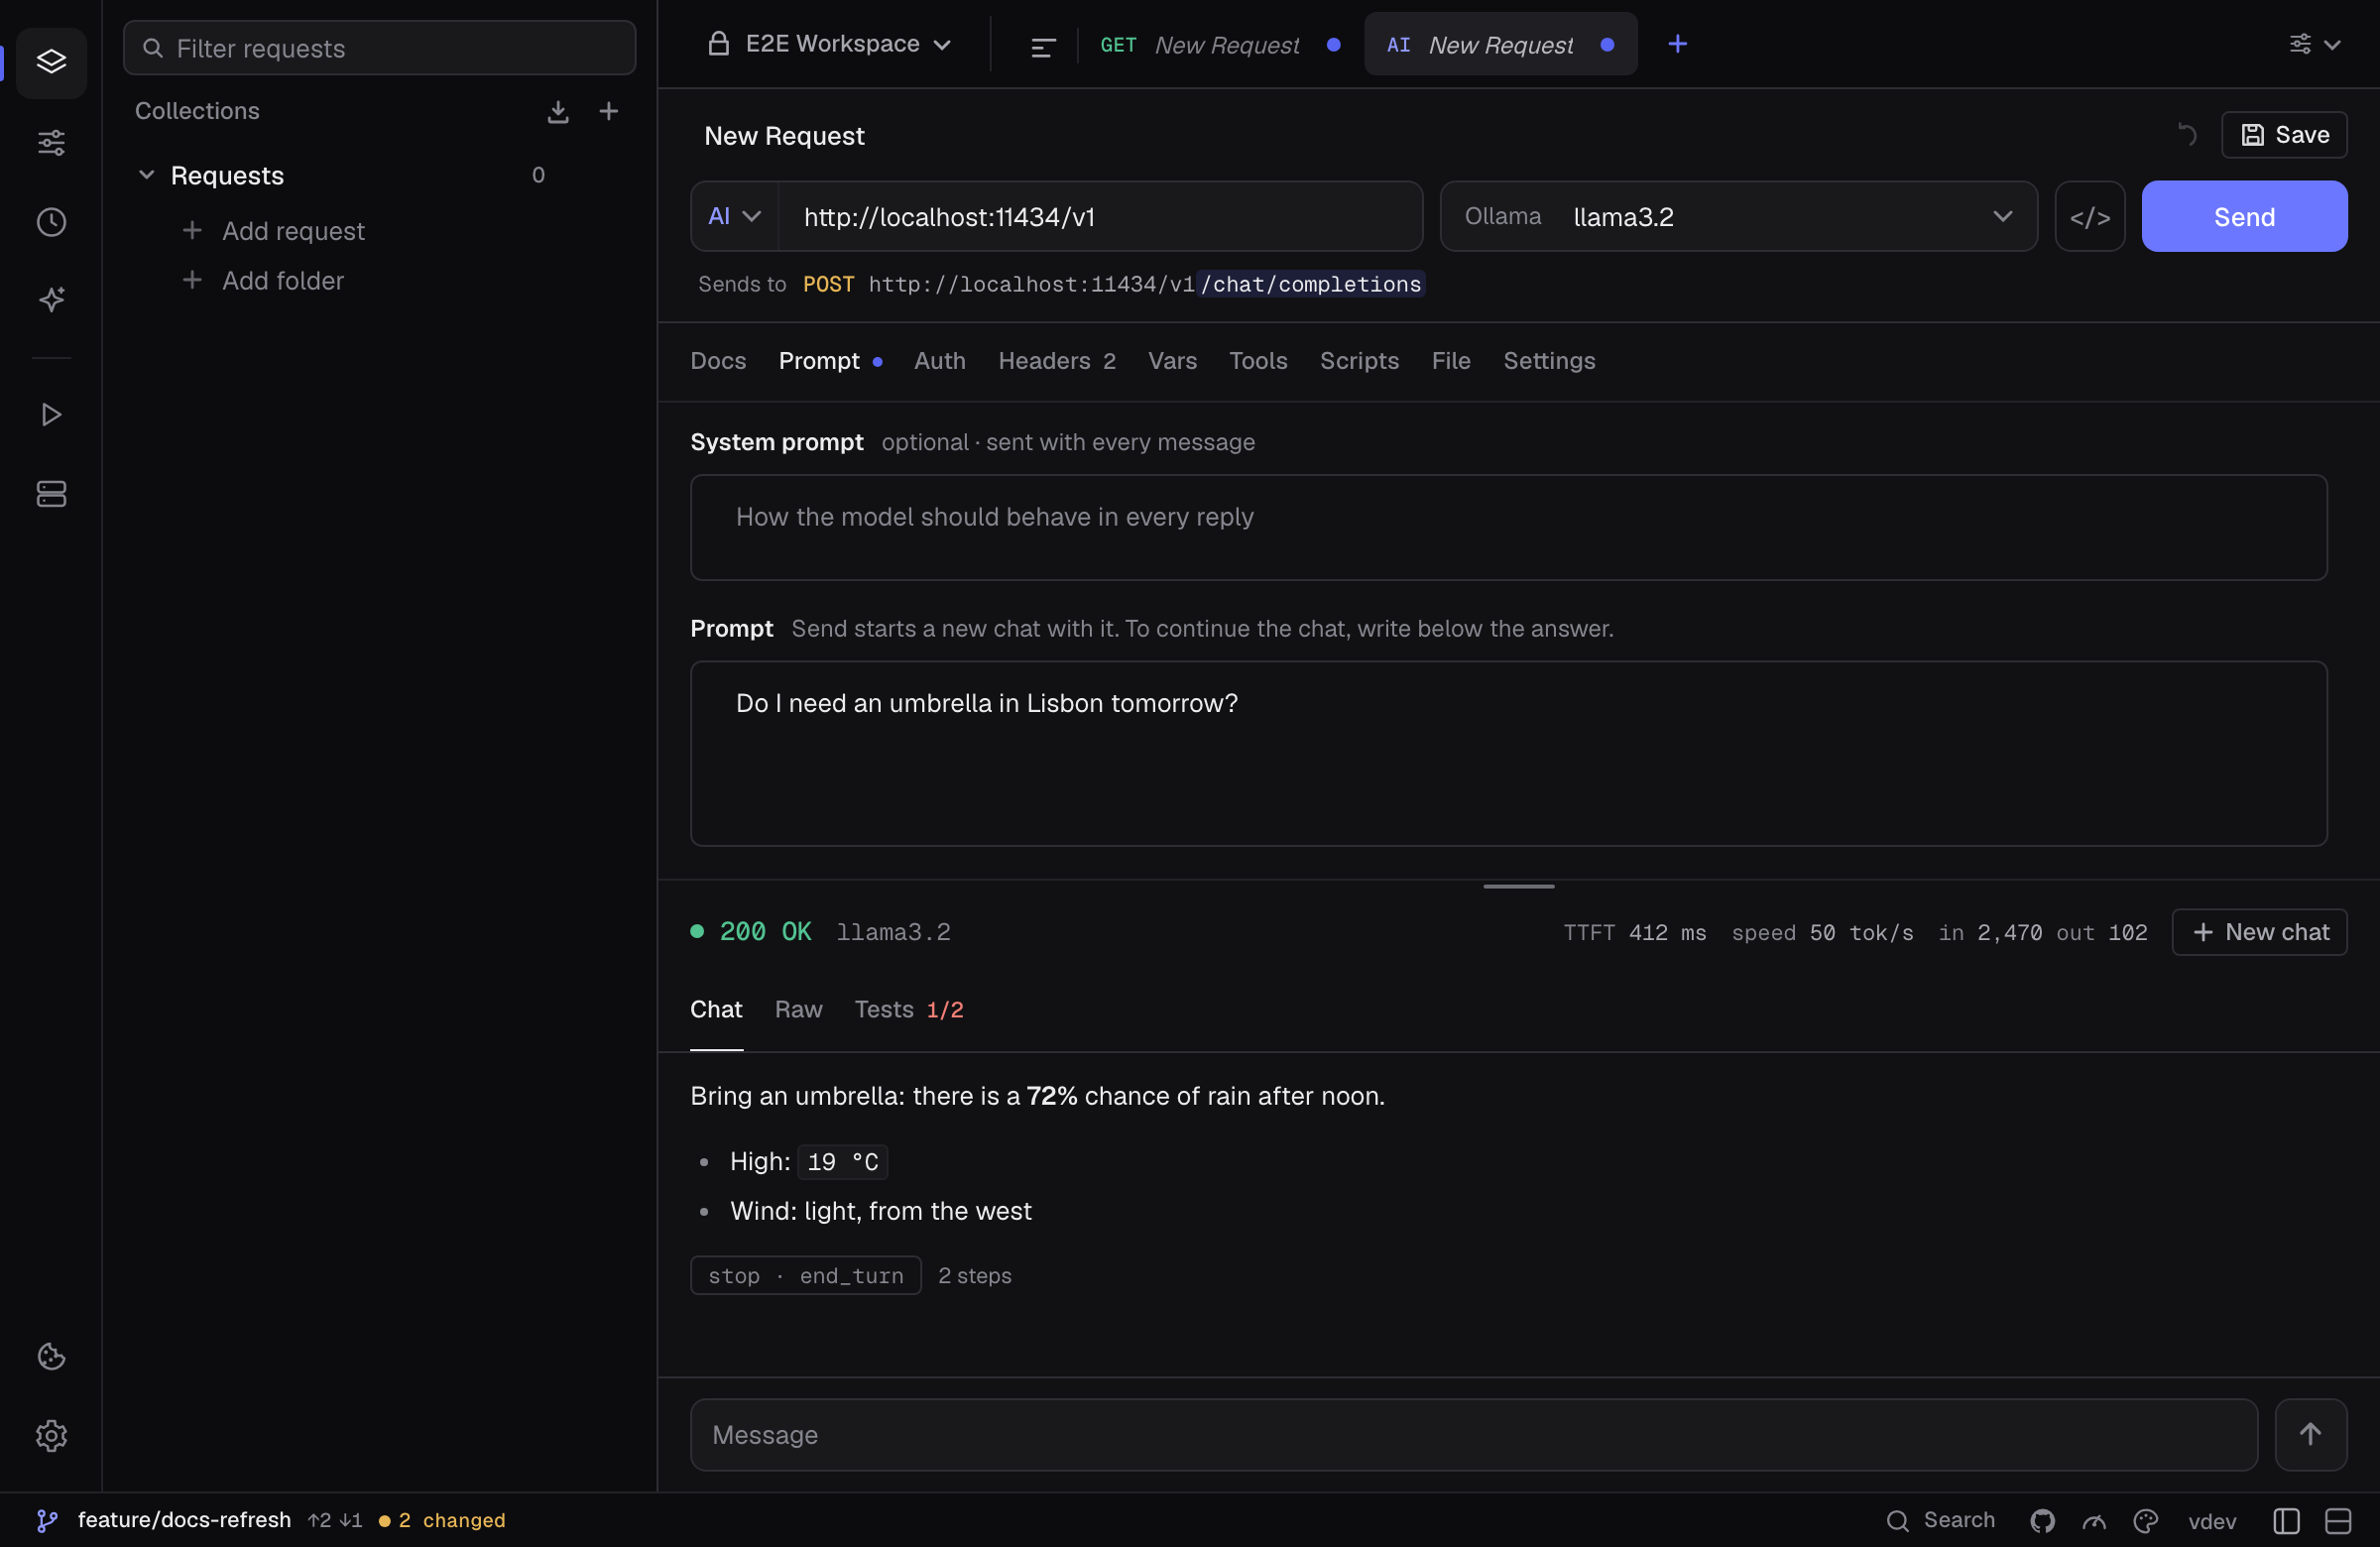 Filter requests
Collections
Requests 0
Add request
Add folder
E2E Workspace
GET New Request
AI New Request
New Request
Save
AI http://localhost:11434/v1
Ollama llama3.2
</>
Send
Sends to POST http://localhost:11434/v1/chat/completions
Docs Prompt Auth Headers 2 Vars Tools Scripts File Settings
System prompt optional · sent with every message
How the model should behave in every reply
Prompt Send starts a new chat with it. To continue the chat, write below the answer.
Do I need an umbrella in Lisbon tomorrow?
200 OK llama3.2
TTFT 412 ms speed 50 tok/s in 2,470 out 102
New chat
Chat Raw Tests 1/2
Bring an umbrella: there is a 72% chance of rain after noon.
High: 19 °C
Wind: light, from the west
stop · end_turn 2 steps
Message
feature/docs-refresh ↑2 ↓1 2 changed
Search
vdev